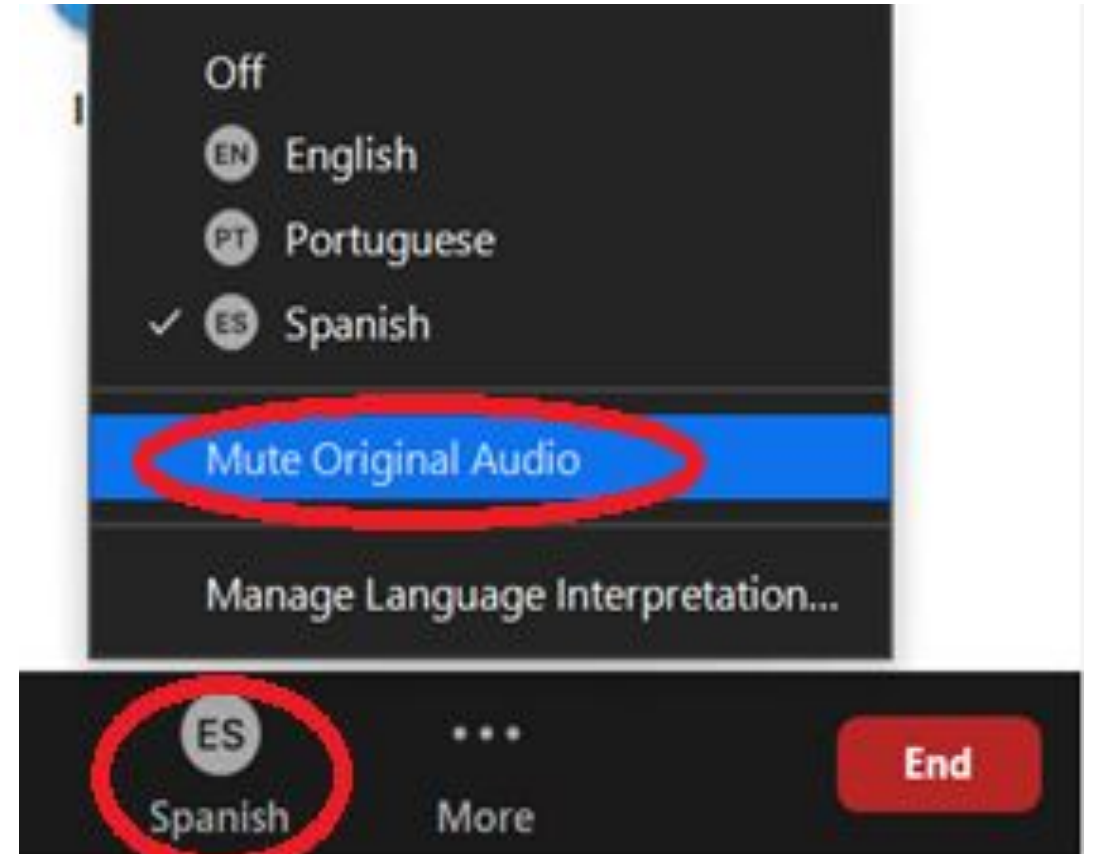 Off
EN English
PT Portuguese
ES Spanish
Mute Original Audio
Manage Language Interpretation...
ES
Spanish
More
End